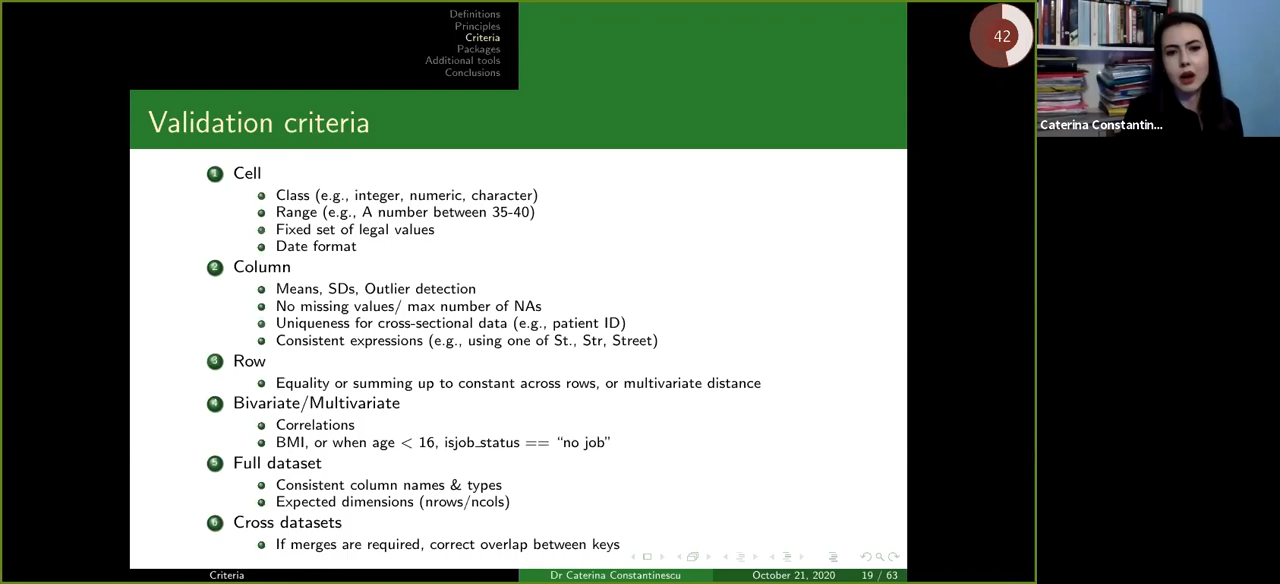 Definitions
Principles
Criteria
Packages
Additional tools
Conclusions
42
Caterina Constantin...
Validation criteria
1 Cell
Class (e.g., integer, numeric, character)
Range (e.g., A number between 35-40)
Fixed set of legal values
Date format
2 Column
Means, SDs, Outlier detection
No missing values/ max number of NAs
Uniqueness for cross-sectional data (e.g., patient ID)
Consistent expressions (e.g., using one of St., Str, Street)
3 Row
Equality or summing up to constant across rows, or multivariate distance
4 Bivariate/Multivariate
Correlations
BMI, or when age < 16, isjob_status == “no job”
5 Full dataset
Consistent column names & types
Expected dimensions (nrows/ncols)
6 Cross datasets
If merges are required, correct overlap between keys
Criteria Dr Caterina Constantinescu October 21, 2020 19 / 63